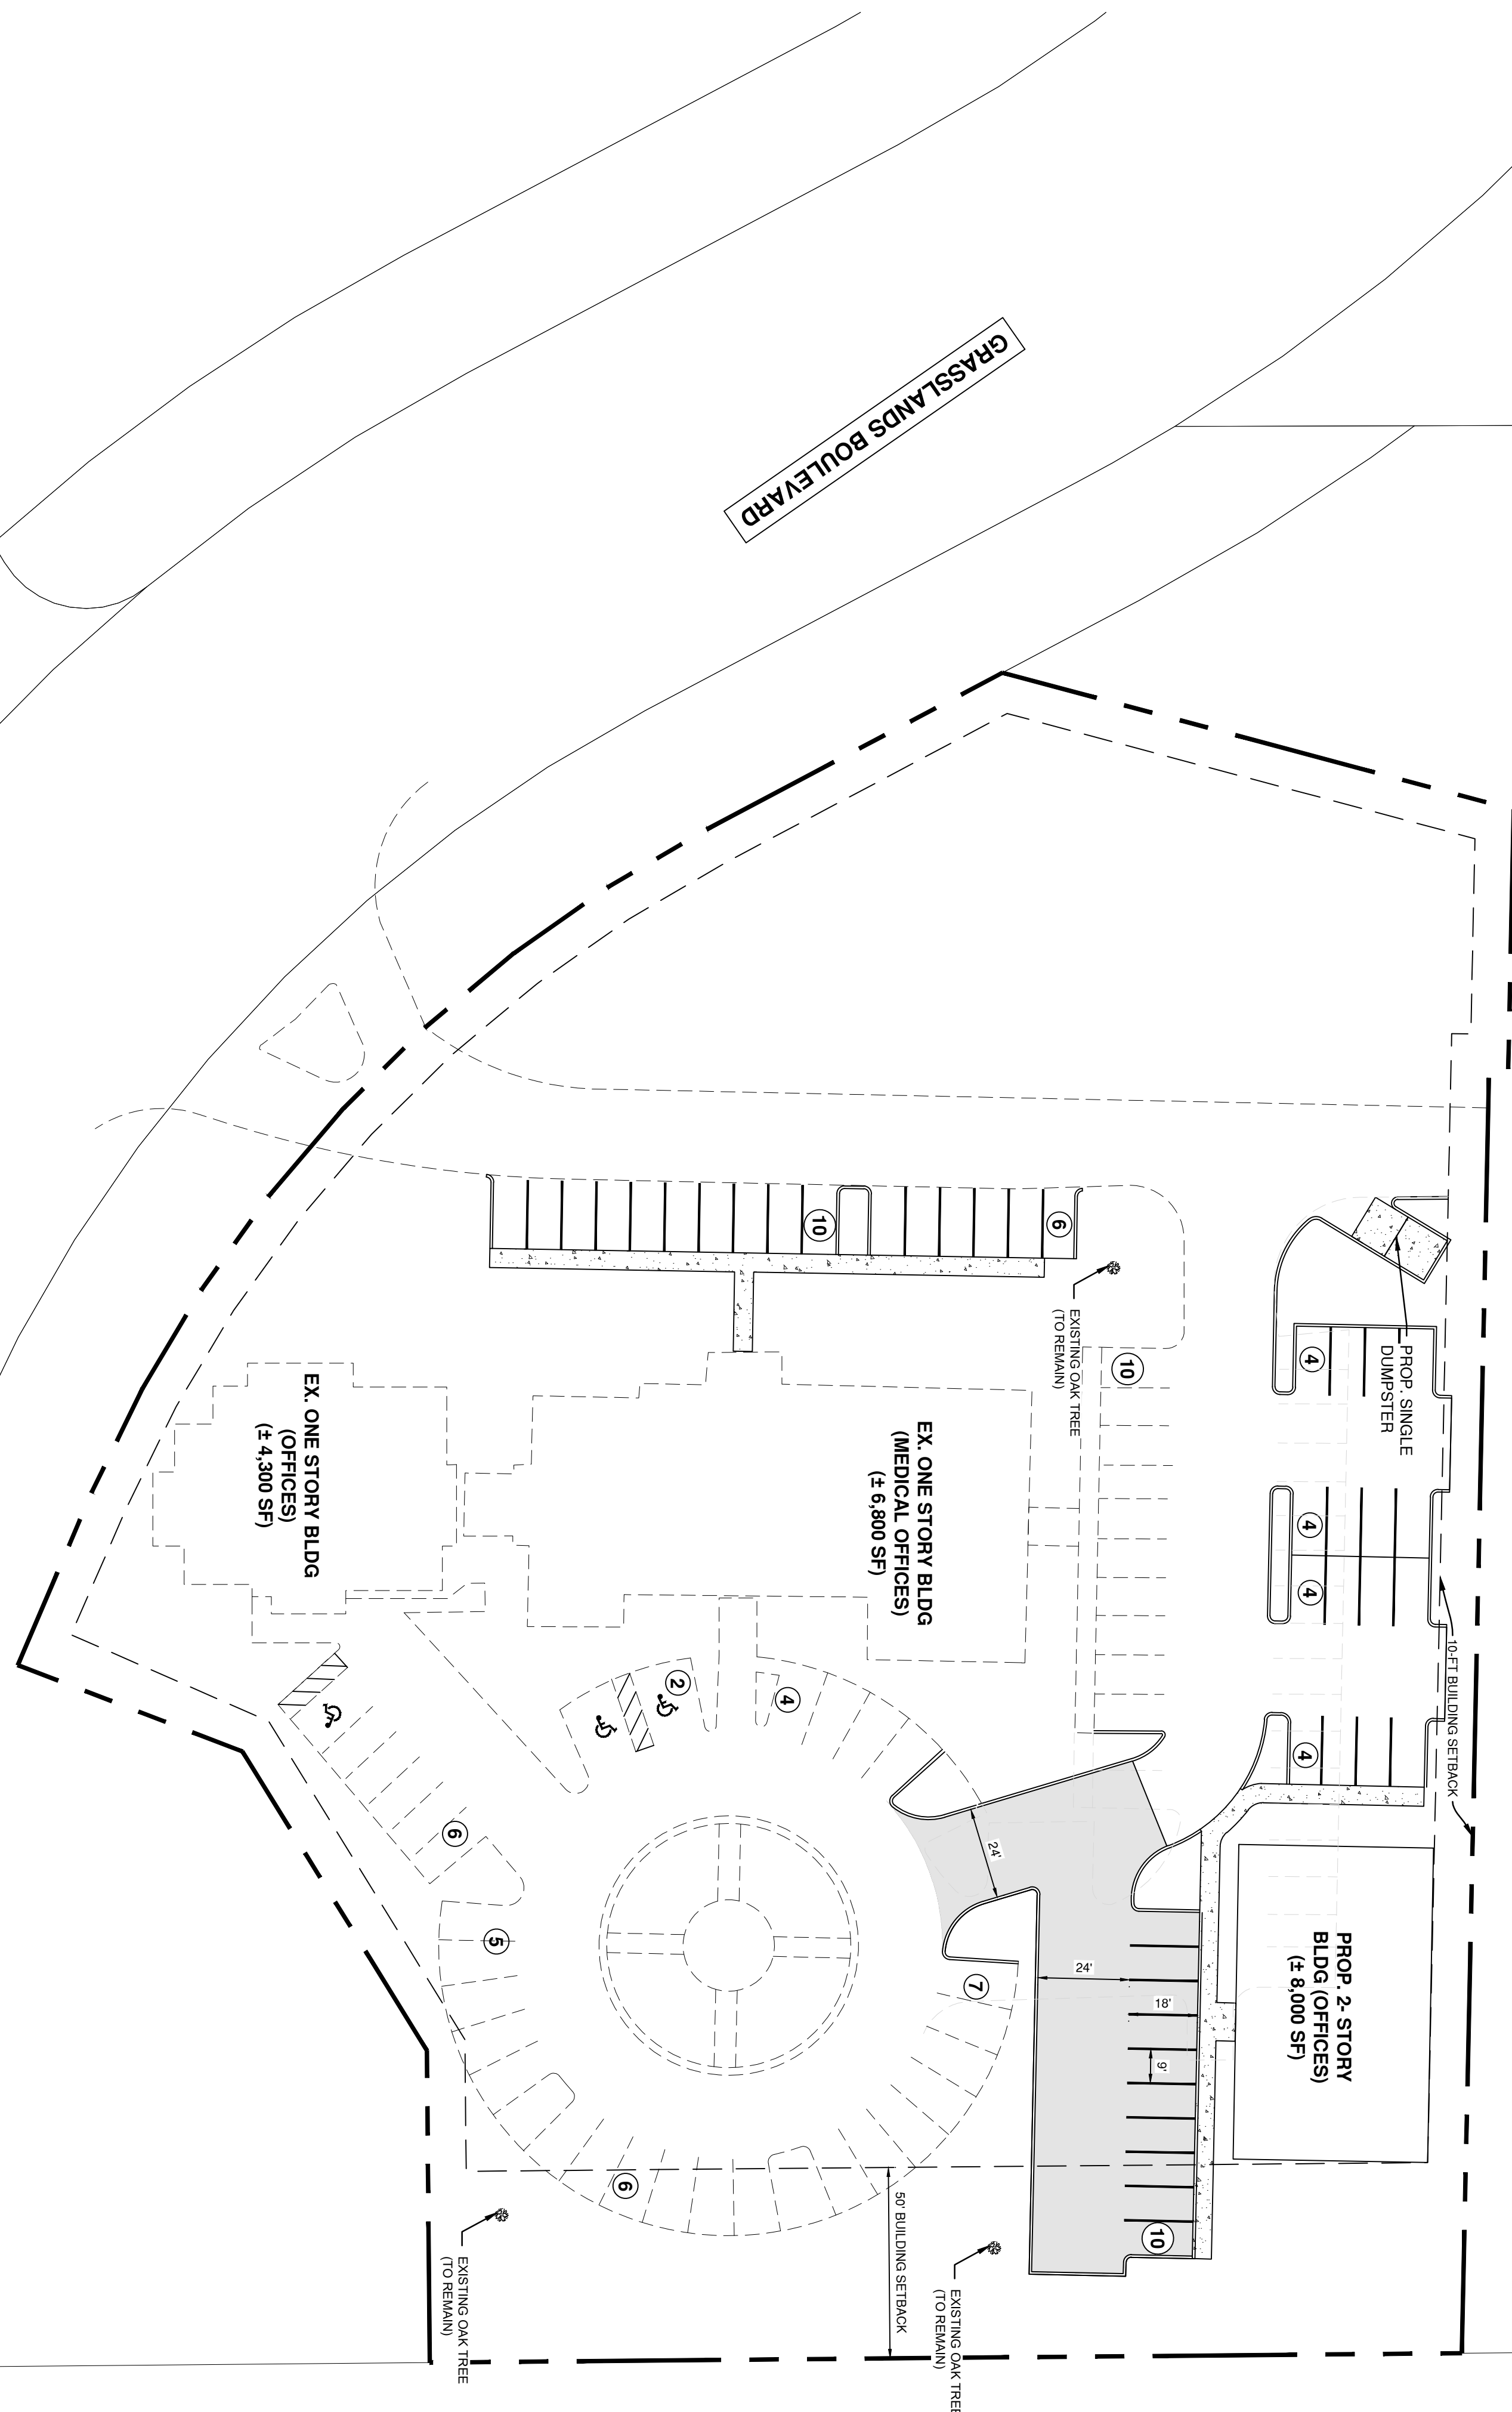 GRASSLANDS BOULEVARD
10
6
EXISTING OAK TREE
(TO REMAIN)
10
PROP. SINGLE
DUMPSTER
4
4
4
4
10-FT BUILDING SETBACK
EX. ONE STORY BLDG
(OFFICES)
(± 4,300 SF)
EX. ONE STORY BLDG
(MEDICAL OFFICES)
(± 6,800 SF)
2
4
6
5
7
6
24'
24'
18'
9'
10
PROP. 2- STORY
BLDG (OFFICES)
(± 8,000 SF)
50' BUILDING SETBACK
EXISTING OAK TREE
(TO REMAIN)
EXISTING OAK TREE
(TO REMAIN)